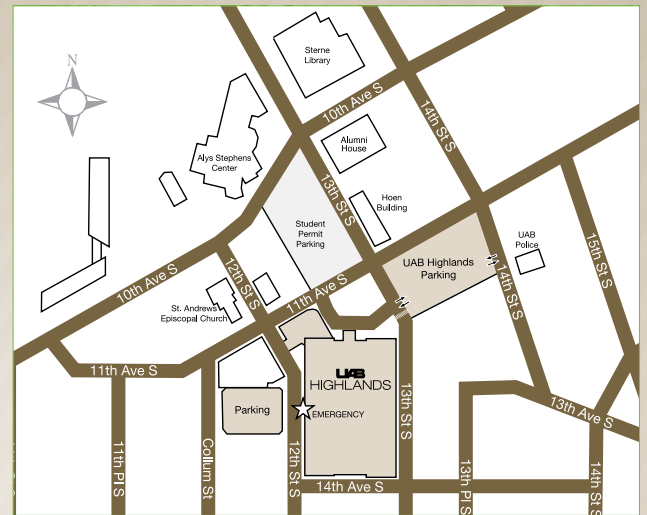 N
Sterne
Library
10th Ave S
14th St S
Alumni
House
Alys Stephens
Center
13th St S
Hoen
Building
Student
Permit
Parking
UAB
Police
15th St S
UAB Highlands
Parking
10th Ave S
12th St S
11th Ave S
14th St S
St. Andrews
Episcopal Church
11th Ave S
UAB
HIGHLANDS
Parking
EMERGENCY
13th St S
13th Ave S
11th Pl S
Collum St
12th St S
13th Pl S
14th St S
14th Ave S